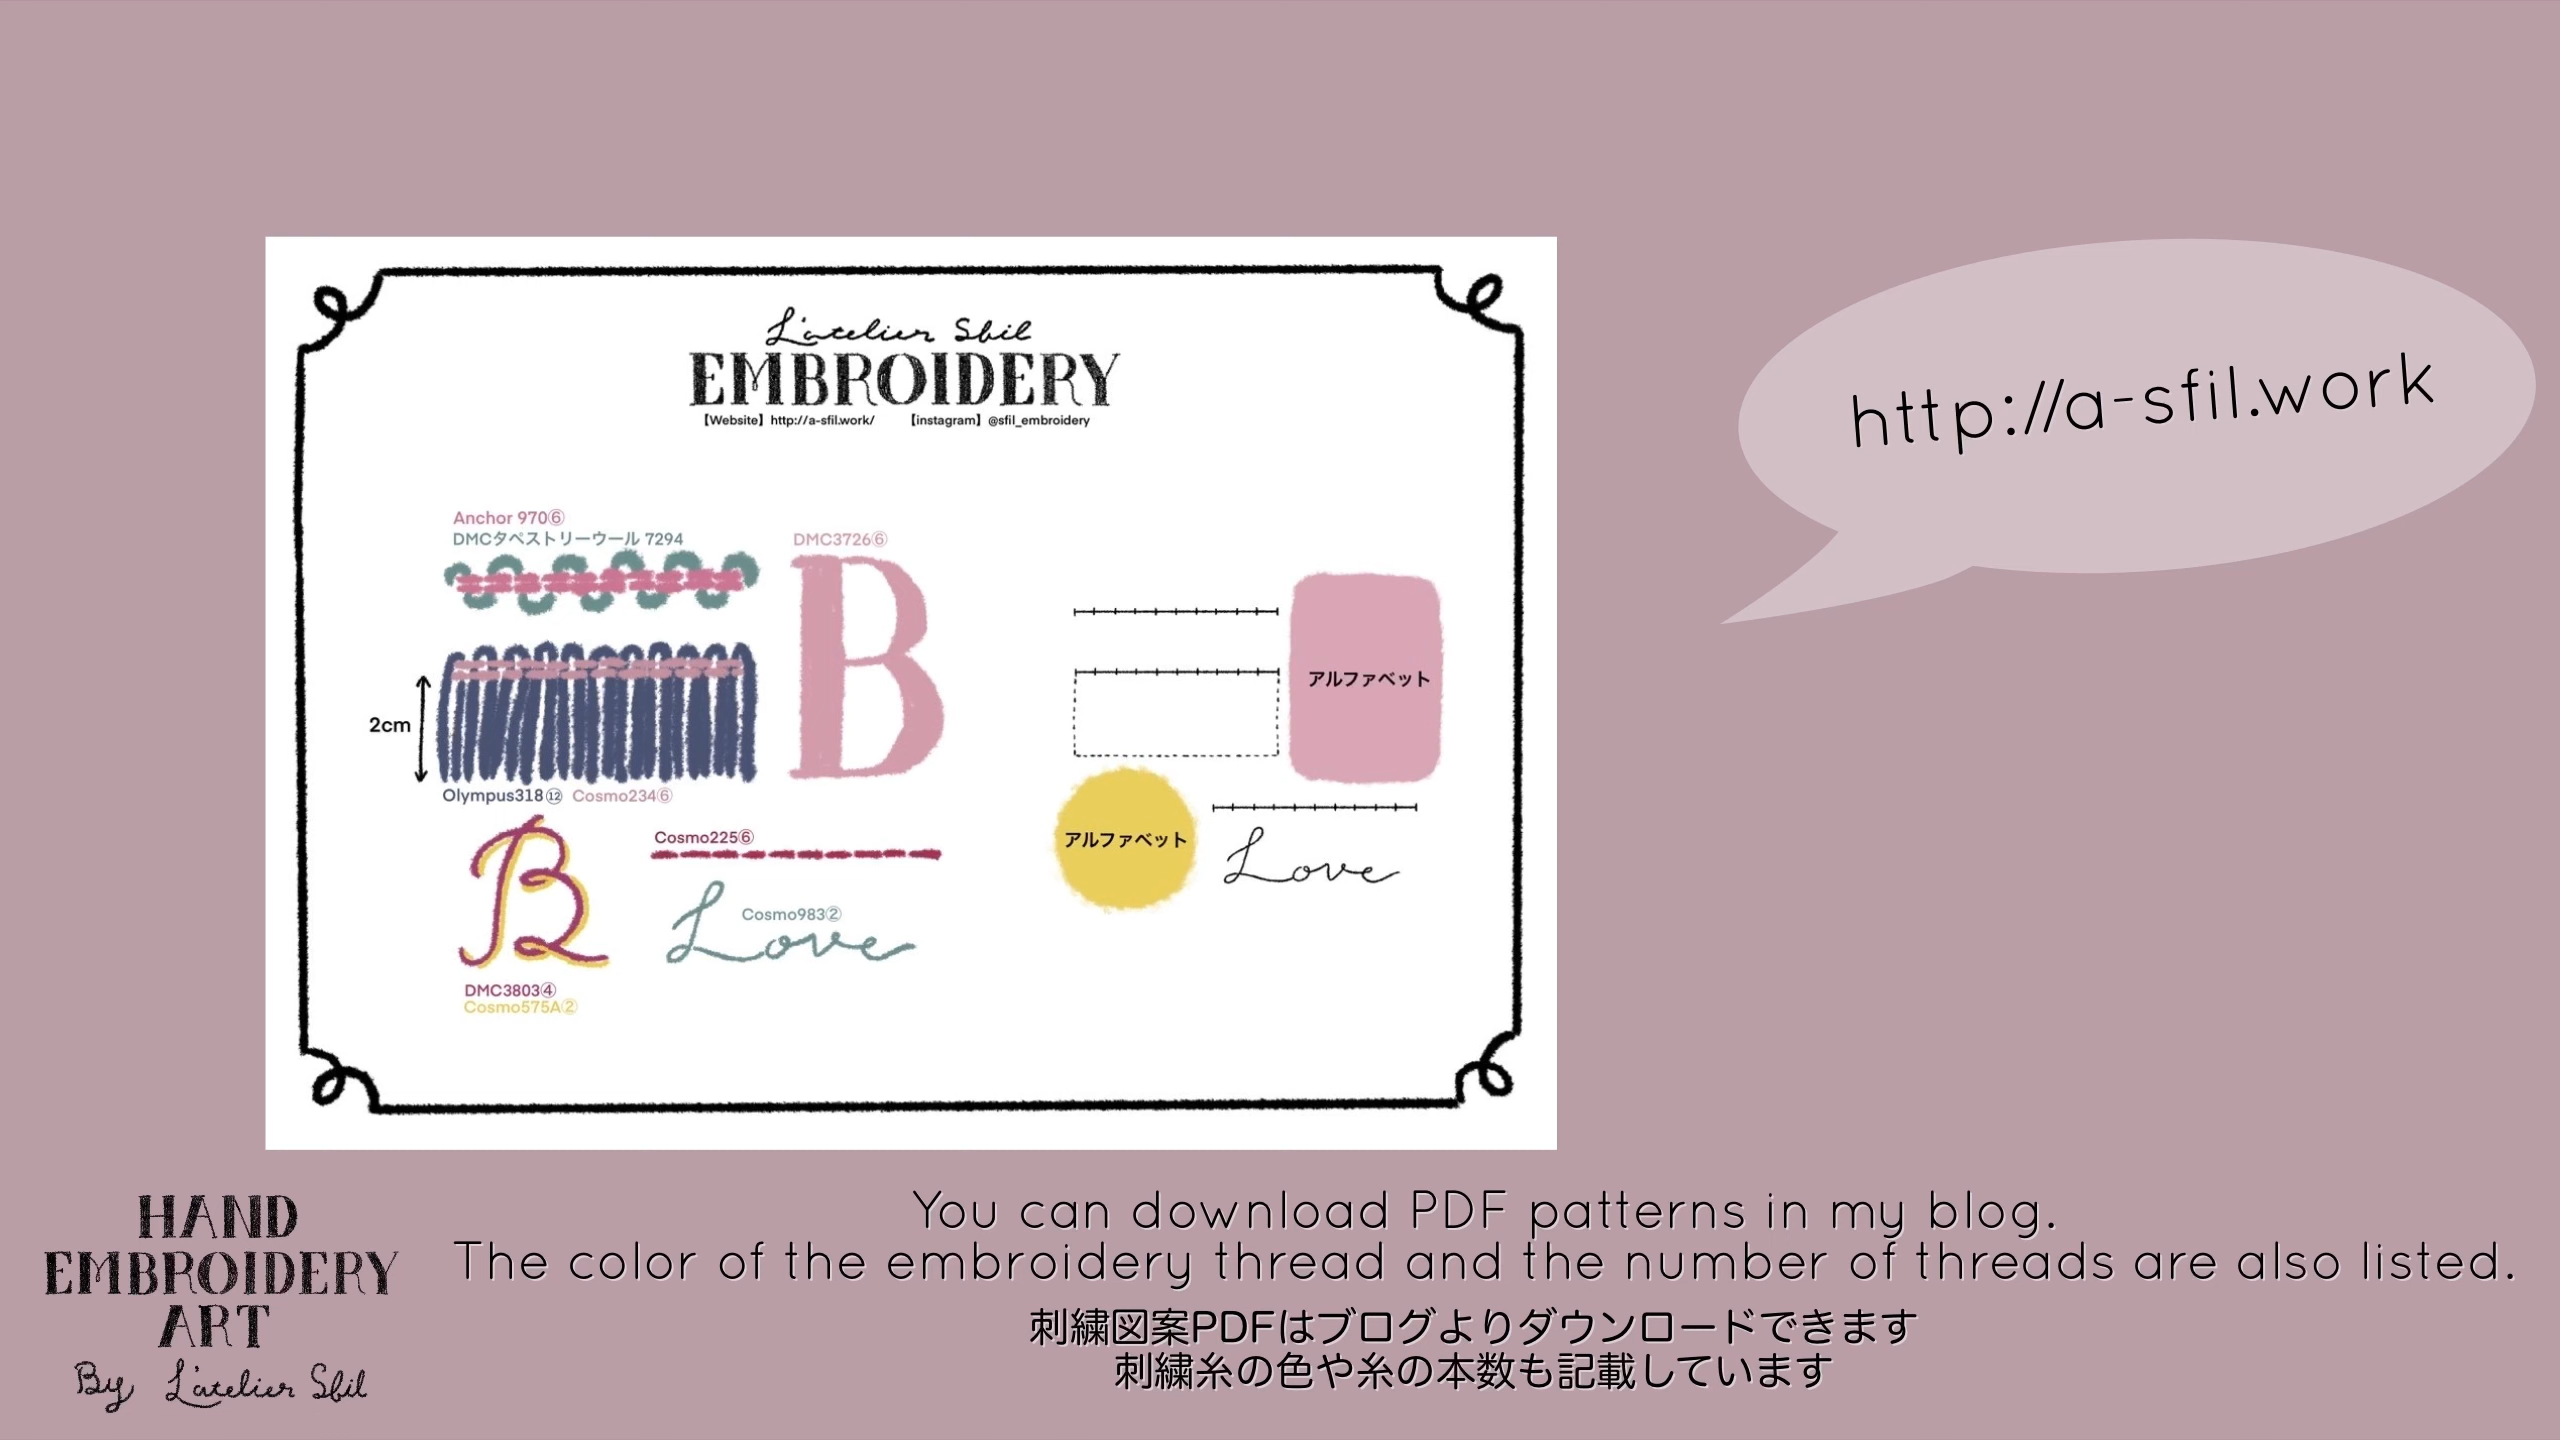 L'atelier Sfil
EMBROIDERY
【Website】http://a-sfil.work/ 【instagram】@sfil_embroidery
http://a-sfil.work
Anchor 970⑥
DMCタペストリーウール 7294
DMC3726⑥
B
2cm
Olympus318⑫ Cosmo234⑥
B
DMC3803④
Cosmo575A②
Cosmo225⑥
Cosmo983②
Love
アルファベット
アルファベット
Love
HAND
EMBROIDERY
ART
By L'atelier Sfil
You can download PDF patterns in my blog.
The color of the embroidery thread and the number of threads are also listed.
刺繍図案PDFはブログよりダウンロードできます
刺繍糸の色や糸の本数も記載しています